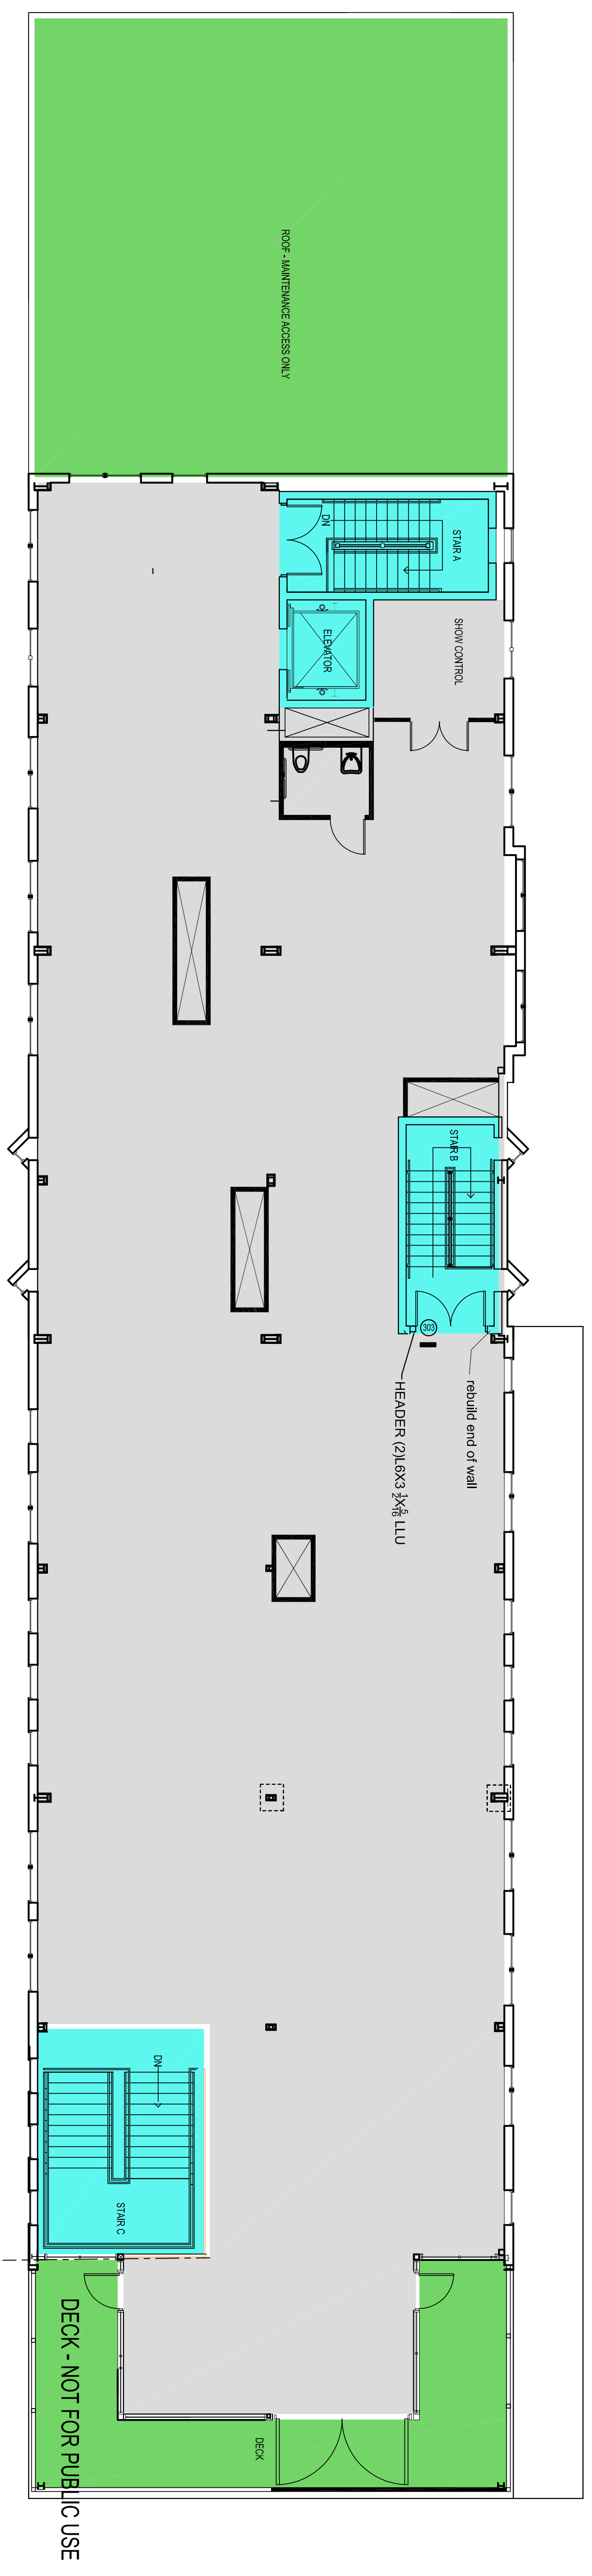 ROOF - MAINTENANCE ACCESS ONLY
DN
STAIR A
ELEVATOR
SHOW CONTROL
STAIR B
303
rebuild end of wall
HEADER (2)L6X3 1/2X5/16 LLU
DN
STAIR C
DECK - NOT FOR PUBLIC USE
DECK